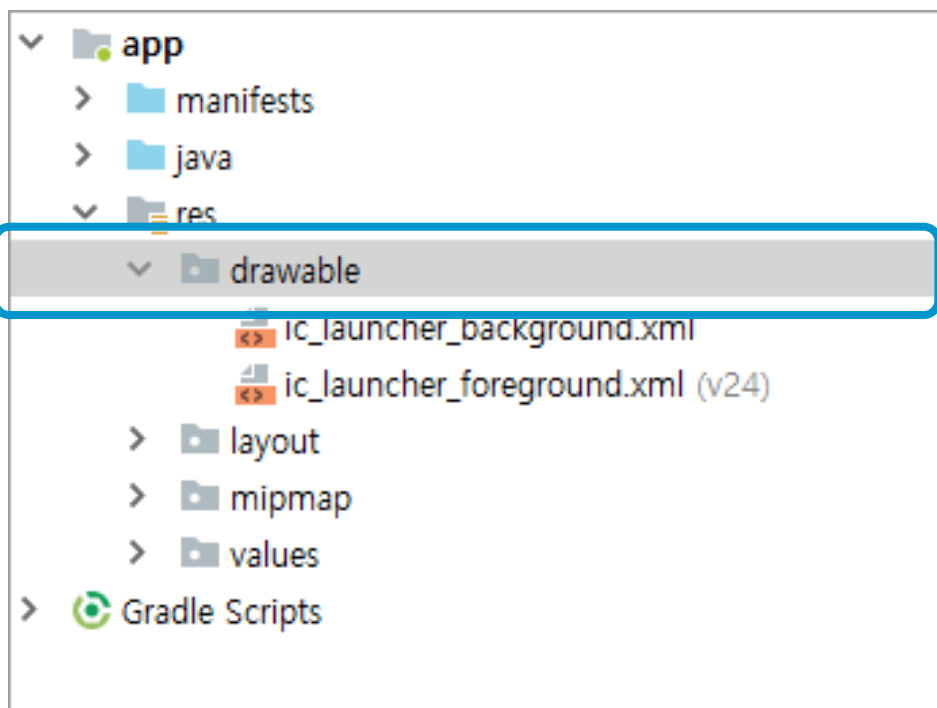 app
manifests
java
res
drawable
ic_launcher_background.xml
ic_launcher_foreground.xml (v24)
layout
mipmap
values
Gradle Scripts